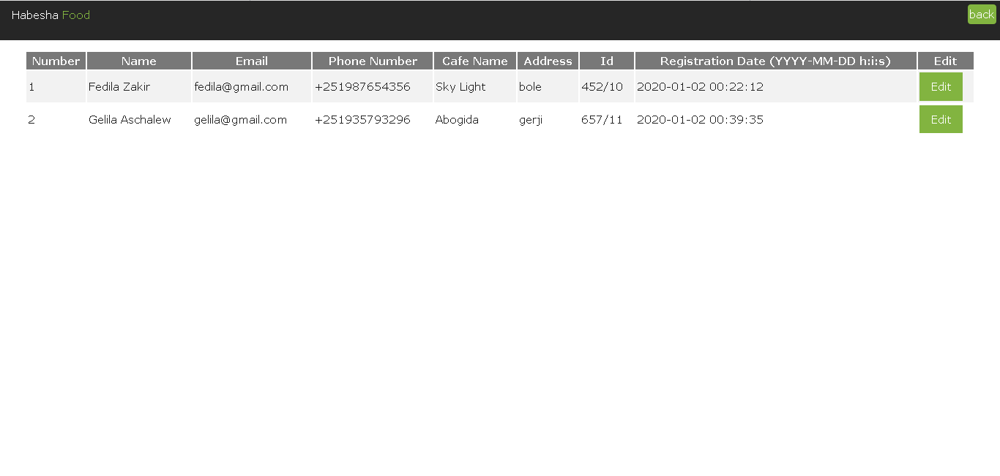 Habesha Food
back
Number Name Email Phone Number Cafe Name Address Id Registration Date (YYYY-MM-DD h:i:s) Edit
1 Fedila Zakir fedila@gmail.com +251987654356 Sky Light bole 452/10 2020-01-02 00:22:12 Edit
2 Gelila Aschalew gelila@gmail.com +251935793296 Abogida gerji 657/11 2020-01-02 00:39:35 Edit